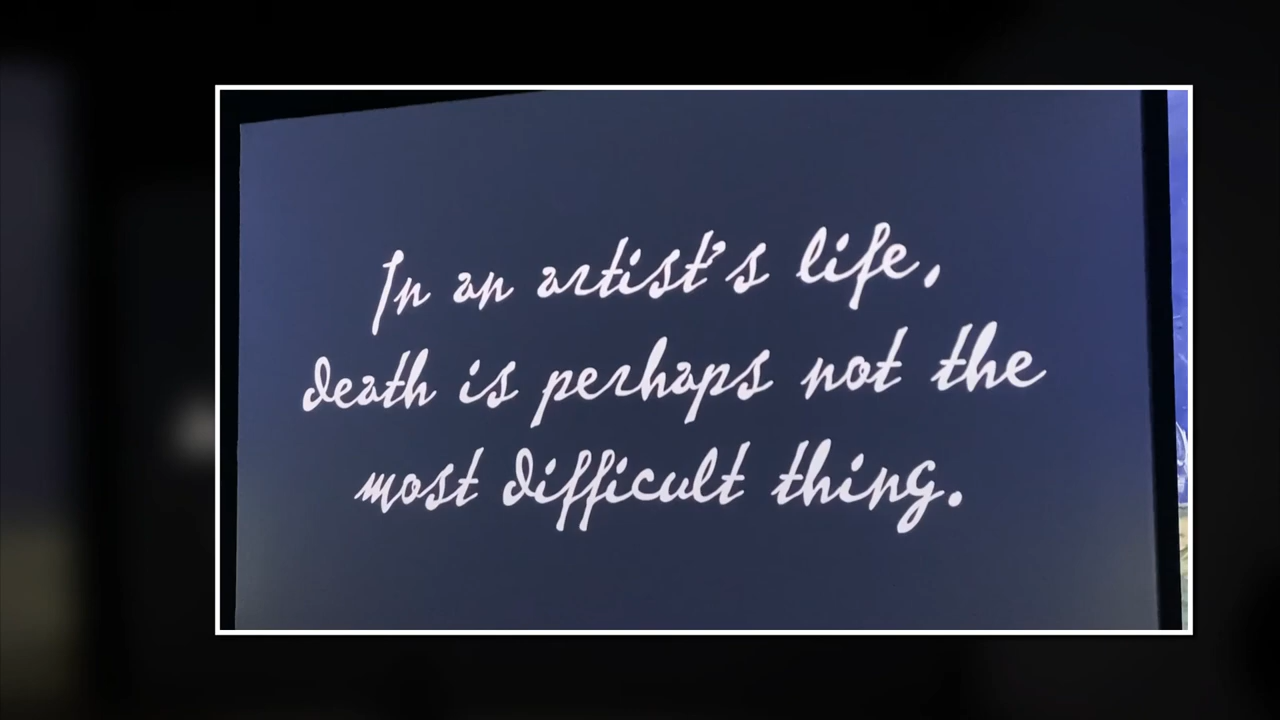 In an artist's life,
death is perhaps not the
most difficult thing.